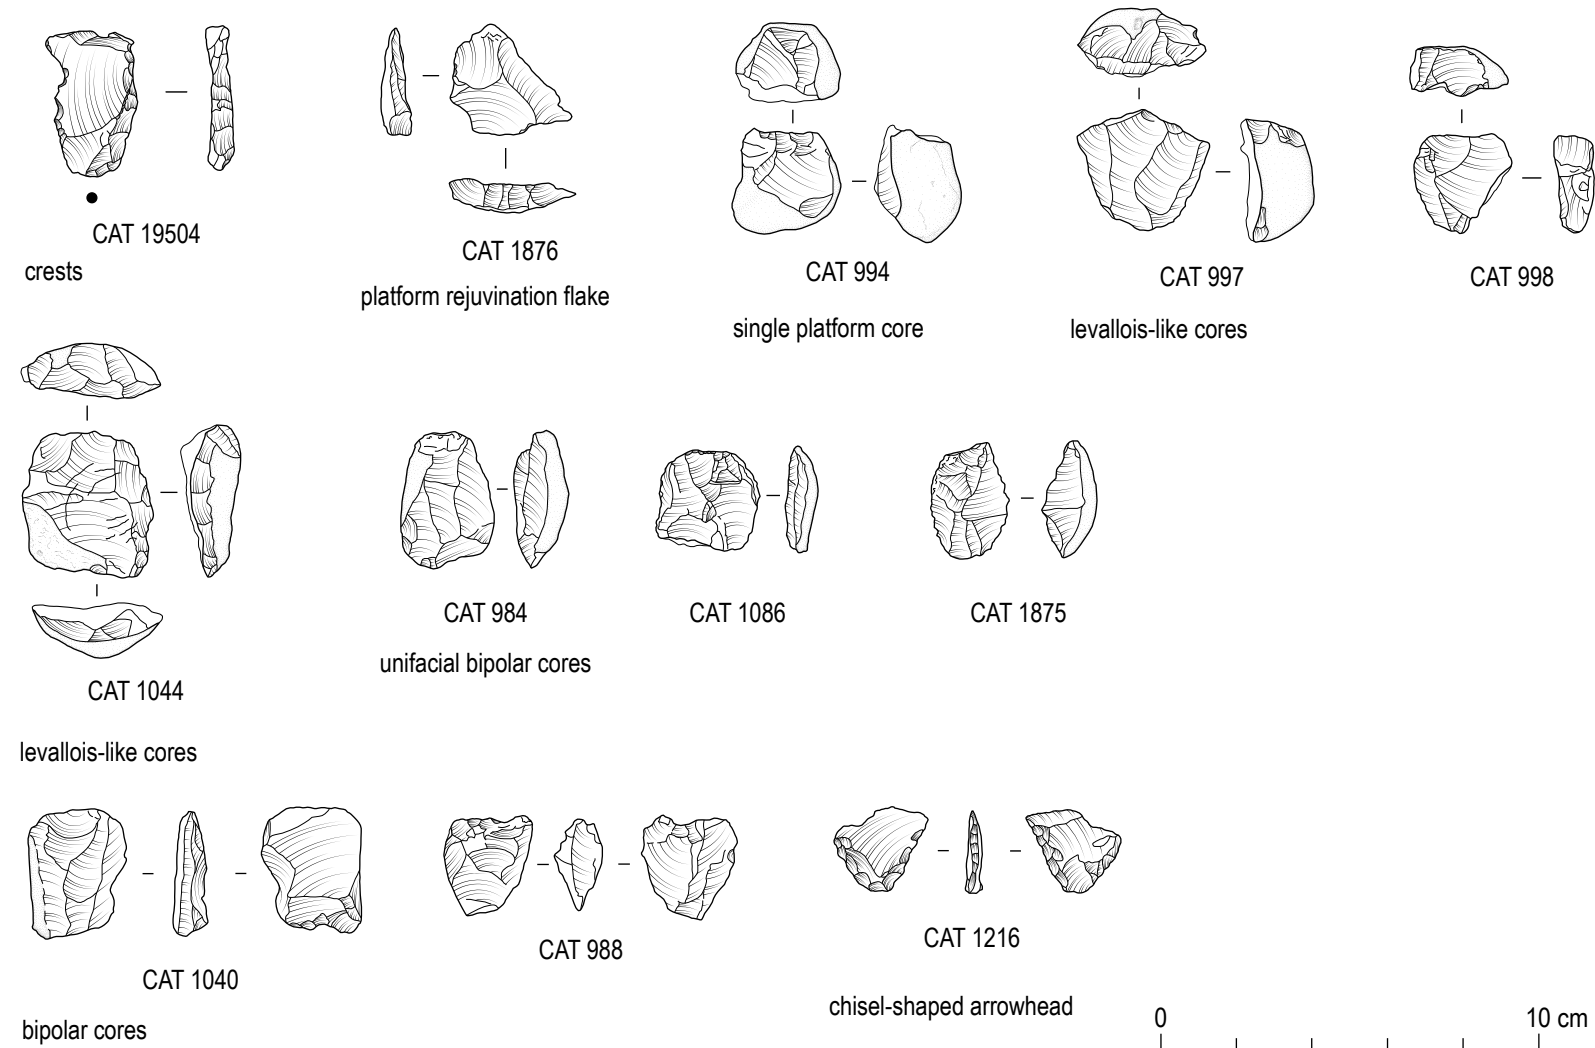 CAT 19504
crests
CAT 1876
platform rejuvination flake
CAT 994
single platform core
CAT 997
levallois-like cores
CAT 998
CAT 1044
levallois-like cores
CAT 984
unifacial bipolar cores
CAT 1086
CAT 1875
CAT 1040
bipolar cores
CAT 988
CAT 1216
chisel-shaped arrowhead
0
10 cm